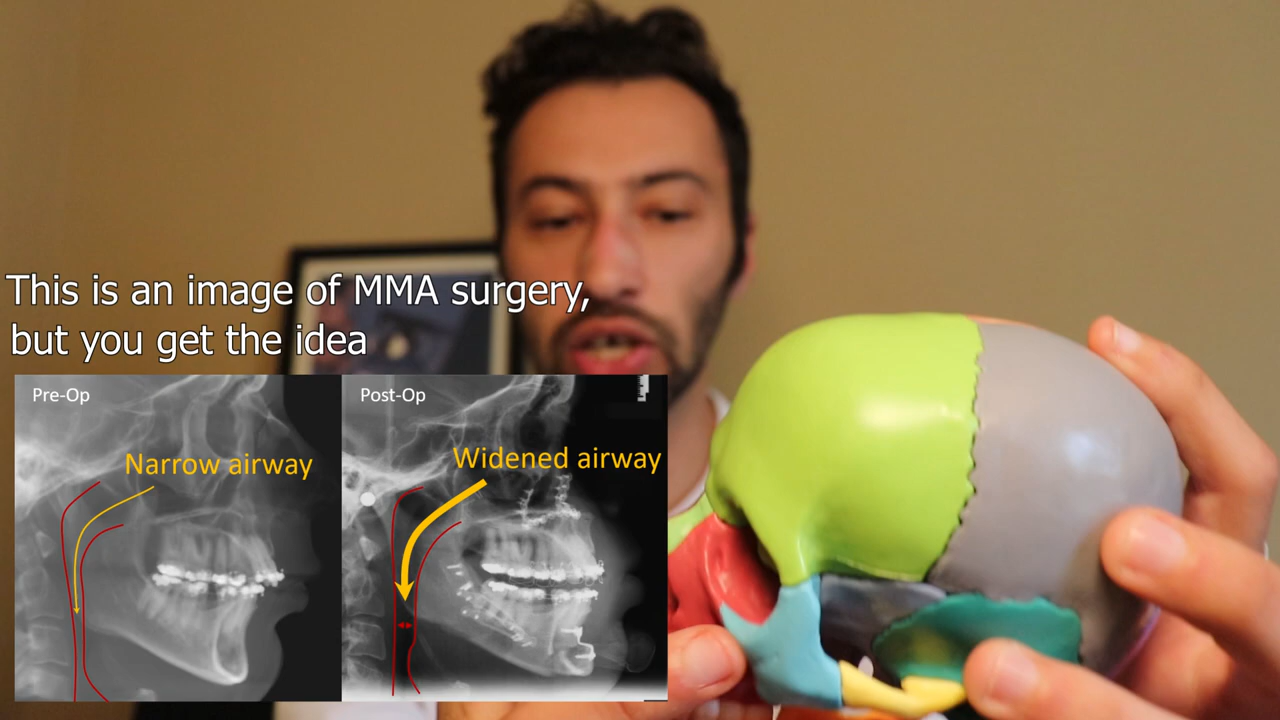 This is an image of MMA surgery,
but you get the idea
Pre-Op
Post-Op
Narrow airway
Widened airway